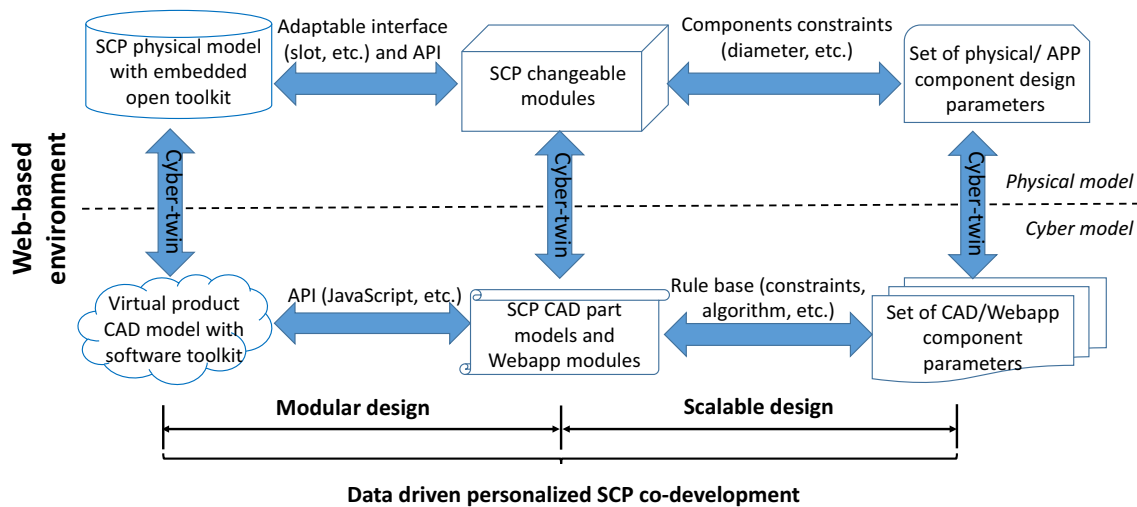 SCP physical model
with embedded
open toolkit
Adaptable interface
(slot, etc.) and API
SCP changeable
modules
Components constraints
(diameter, etc.)
Set of physical/ APP
component design
parameters
Web-based
environment
Cyber-twin
Cyber-twin
Cyber-twin
Physical model
Cyber model
Virtual product
CAD model with
software toolkit
API (JavaScript, etc.)
SCP CAD part
models and
Webapp modules
Rule base (constraints,
algorithm, etc.)
Set of CAD/Webapp
component
parameters
Modular design
Scalable design
Data driven personalized SCP co-development